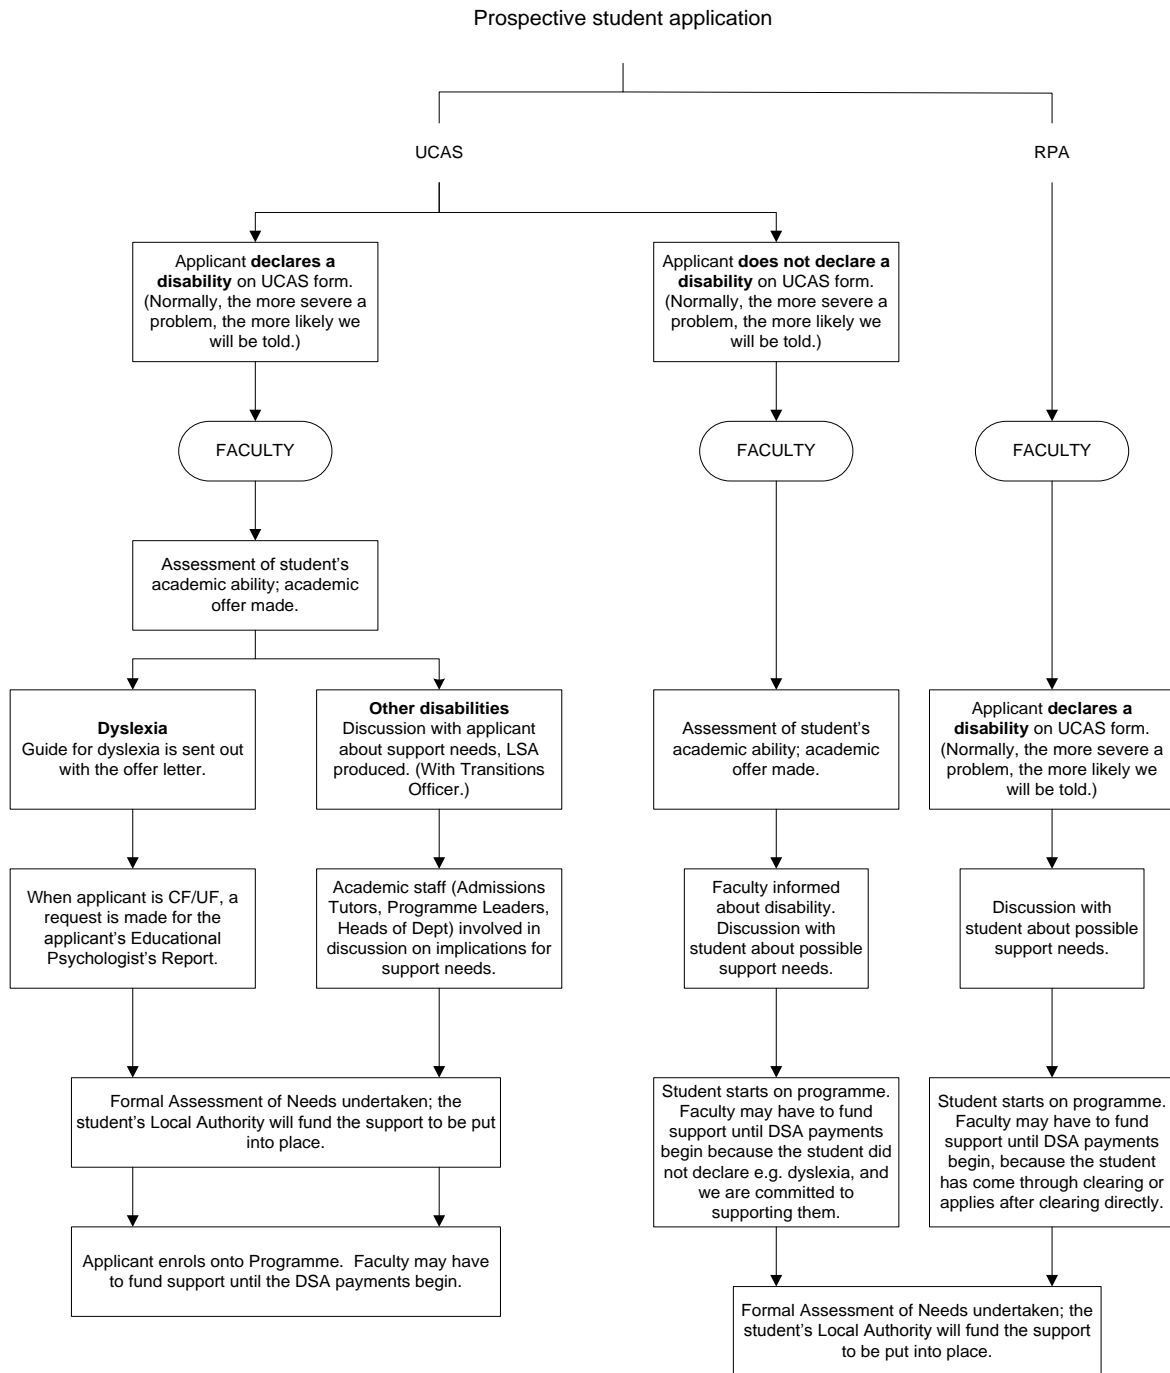 Prospective student application
UCAS
RPA
Applicant declares a
disability on UCAS form.
(Normally, the more severe a
problem, the more likely we
will be told.)
Applicant does not declare a
disability on UCAS form.
(Normally, the more severe a
problem, the more likely we
will be told.)
FACULTY
FACULTY
FACULTY
Assessment of student’s
academic ability; academic
offer made.
Dyslexia
Guide for dyslexia is sent out
with the offer letter.
Other disabilities
Discussion with applicant
about support needs, LSA
produced. (With Transitions
Officer.)
Assessment of student’s
academic ability; academic
offer made.
Applicant declares a
disability on UCAS form.
(Normally, the more severe a
problem, the more likely we
will be told.)
When applicant is CF/UF, a
request is made for the
applicant’s Educational
Psychologist’s Report.
Academic staff (Admissions
Tutors, Programme Leaders,
Heads of Dept) involved in
discussion on implications for
support needs.
Faculty informed
about disability.
Discussion with
student about possible
support needs.
Discussion with
student about possible
support needs.
Formal Assessment of Needs undertaken; the
student’s Local Authority will fund the support to be put
into place.
Student starts on programme.
Faculty may have to fund
support until DSA payments
begin because the student did
not declare e.g. dyslexia, and
we are committed to
supporting them.
Student starts on programme.
Faculty may have to fund
support until DSA payments
begin, because the student
has come through clearing or
applies after clearing directly.
Applicant enrols onto Programme.  Faculty may have
to fund support until the DSA payments begin.
Formal Assessment of Needs undertaken; the
student’s Local Authority will fund the support
to be put into place.